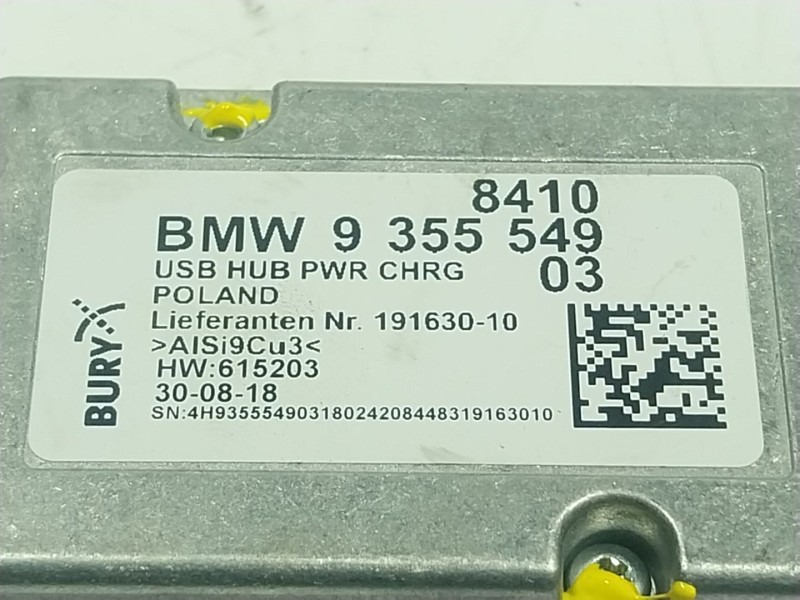 8410
BMW 9 355 549
USB HUB PWR CHRG 03
POLAND
Lieferanten Nr. 191630-10
>AlSi9Cu3<
HW:615203
30-08-18
SN:4H93555490318024208448319163010
BURY